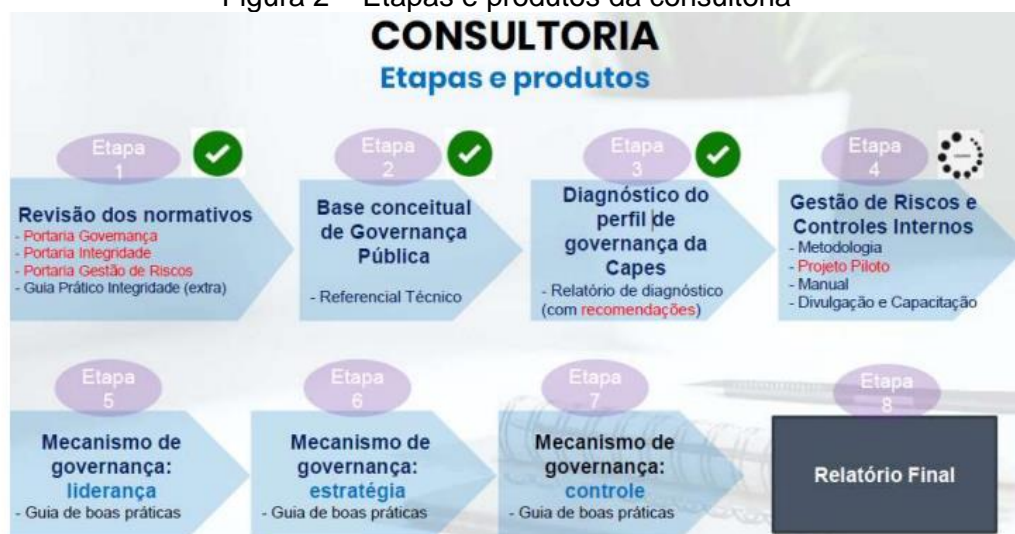 Figura 2 – Etapas e produtos da consultoria
CONSULTORIA
Etapas e produtos
Etapa
1
Revisão dos normativos
- Portaria Governança
- Portaria Integridade
- Portaria Gestão de Riscos
- Guia Prático Integridade (extra)
Etapa
2
Base conceitual
de Governança
Pública
- Referencial Técnico
Etapa
3
Diagnóstico do
perfil de
governança da
Capes
- Relatório de diagnóstico
(com recomendações)
Etapa
4
Gestão de Riscos e
Controles Internos
- Metodologia
- Projeto Piloto
- Manual
- Divulgação e Capacitação
Etapa
5
Mecanismo de
governança:
liderança
- Guia de boas práticas
Etapa
6
Mecanismo de
governança:
estratégia
- Guia de boas práticas
Etapa
7
Mecanismo de
governança:
controle
- Guia de boas práticas
Etapa
8
Relatório Final